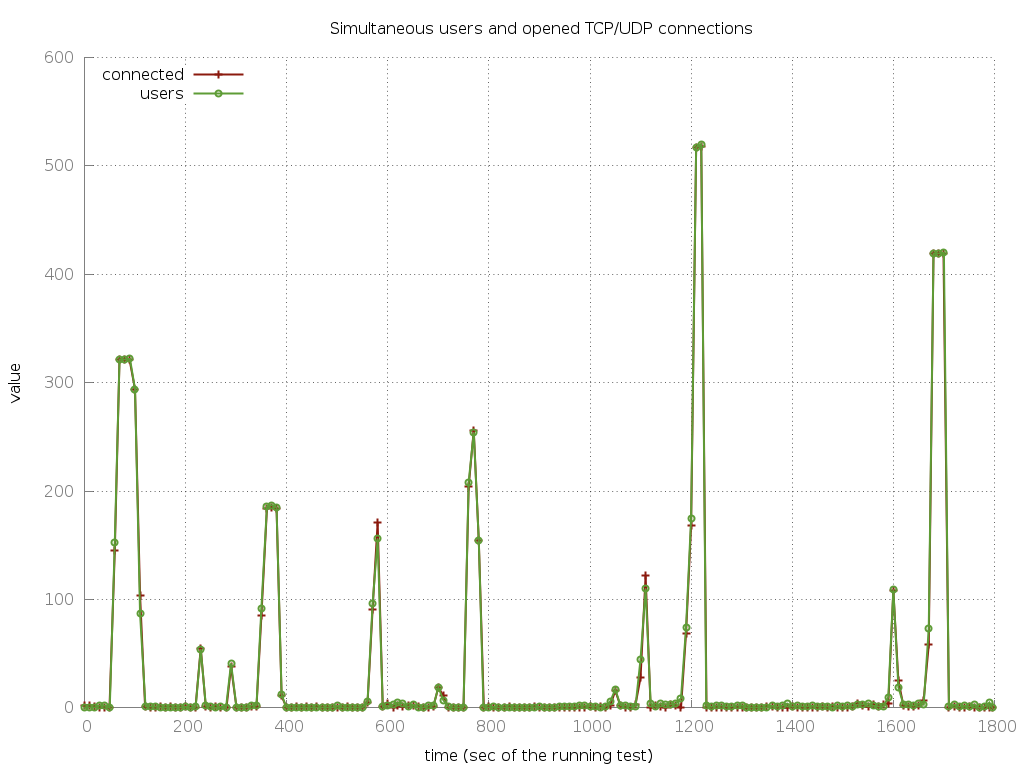 Simultaneous users and opened TCP/UDP connections
600
500
400
300
200
100
0
connected
users
value
0 200 400 600 800 1000 1200 1400 1600 1800
time (sec of the running test)